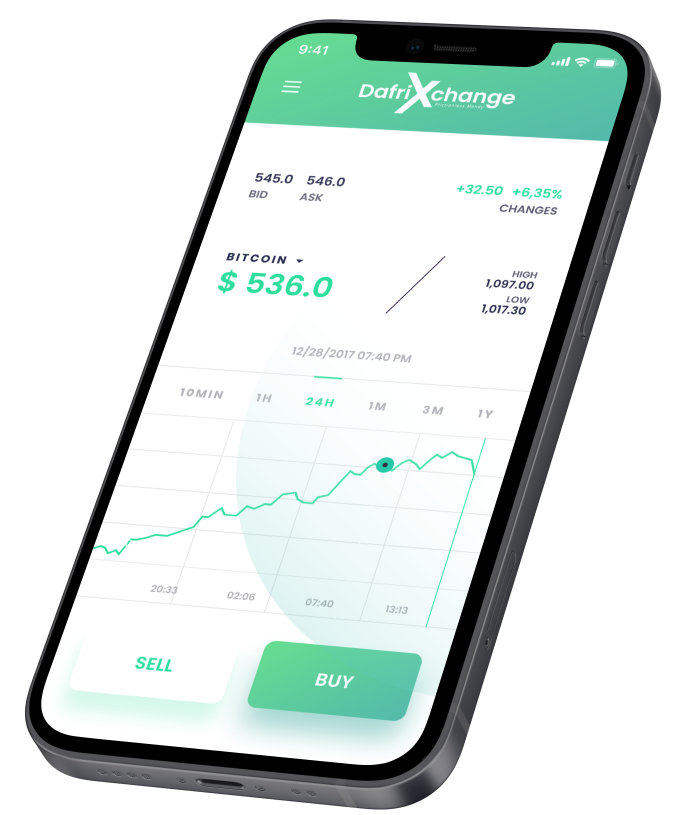 9:41
DafriXchange
545.0 546.0
BID ASK
+32.50 +6,35%
CHANGES
BITCOIN
$ 536.0
HIGH
1,097.00
LOW
1,017.30
12/28/2017 07:40 PM
10MIN 1H 24H 1M 3M 1Y
20:33 02:06 07:40 13:13
SELL BUY